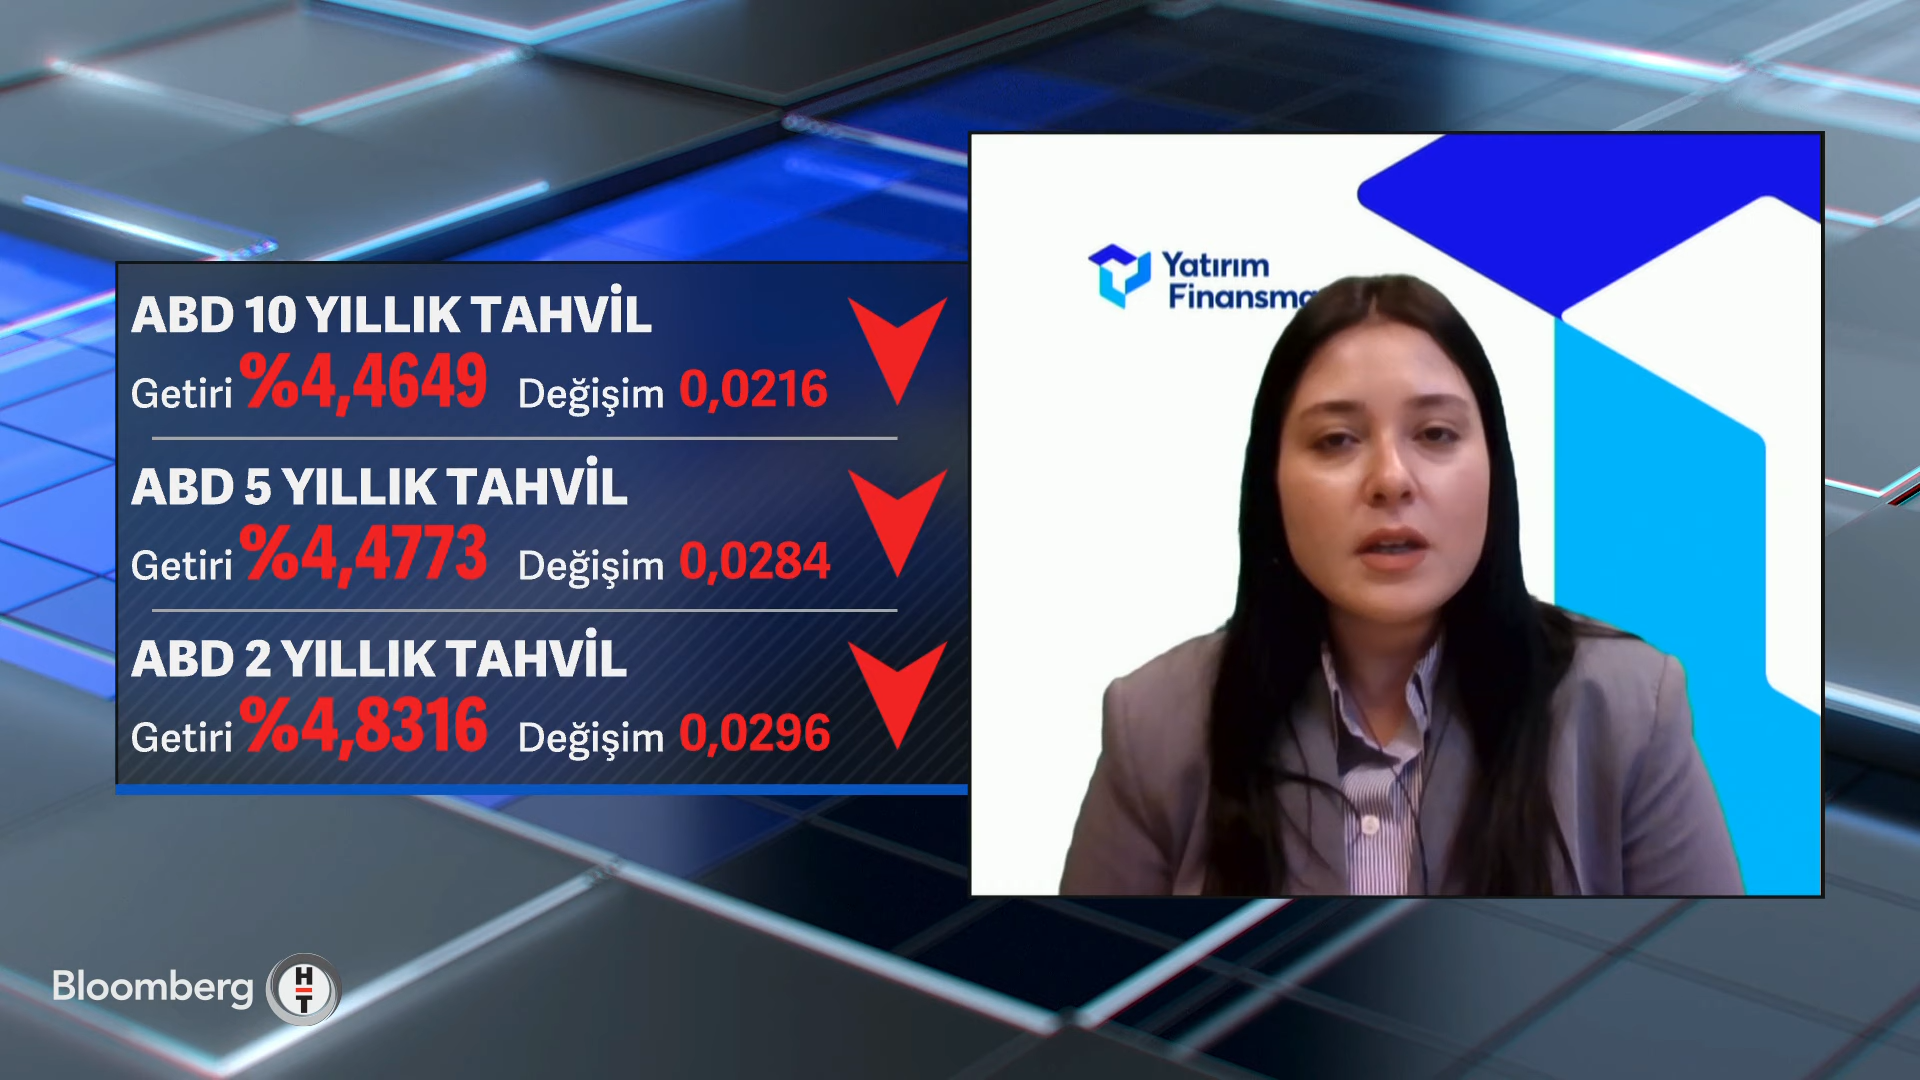 ABD 10 YILLIK TAHVİL
Getiri %4,4649 Değişim 0,0216
ABD 5 YILLIK TAHVİL
Getiri %4,4773 Değişim 0,0284
ABD 2 YILLIK TAHVİL
Getiri %4,8316 Değişim 0,0296
Yatırım
Finansma
Bloomberg HT